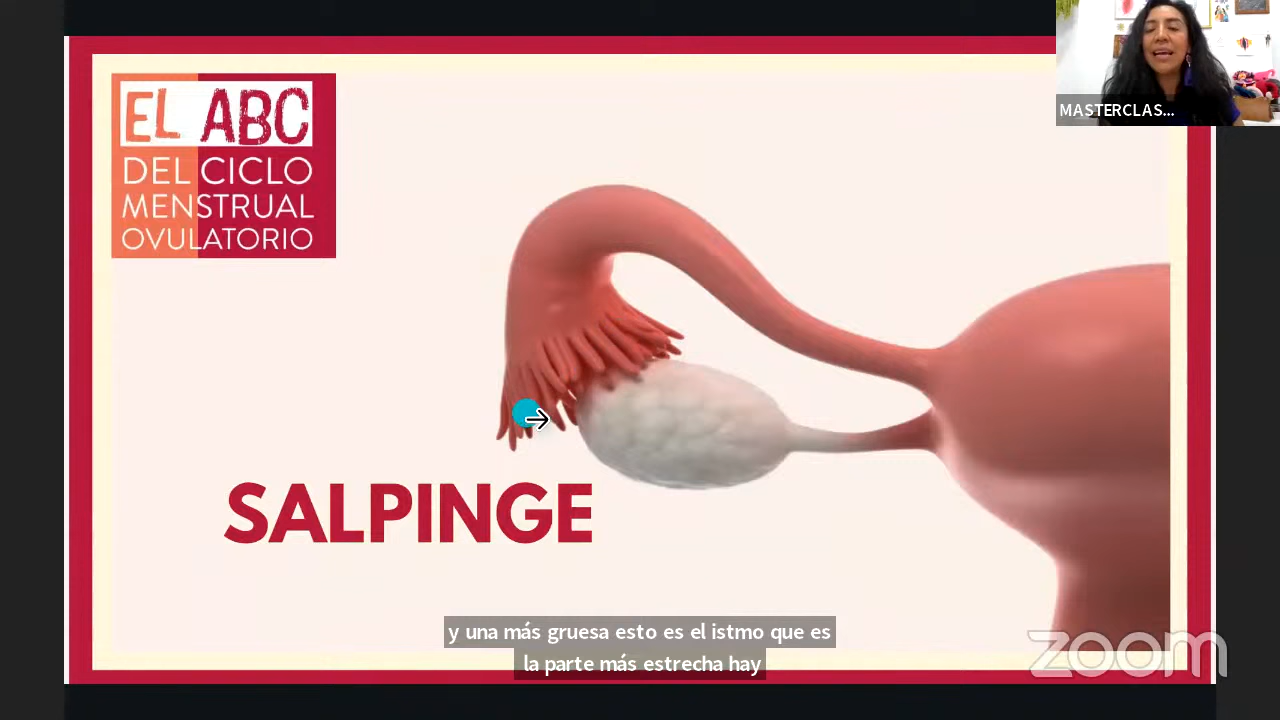 EL ABC
DEL CICLO
MENSTRUAL
OVULATORIO
MASTERCLAS...
SALPINGE
y una más gruesa esto es el istmo que es
la parte más estrecha hay
zoom